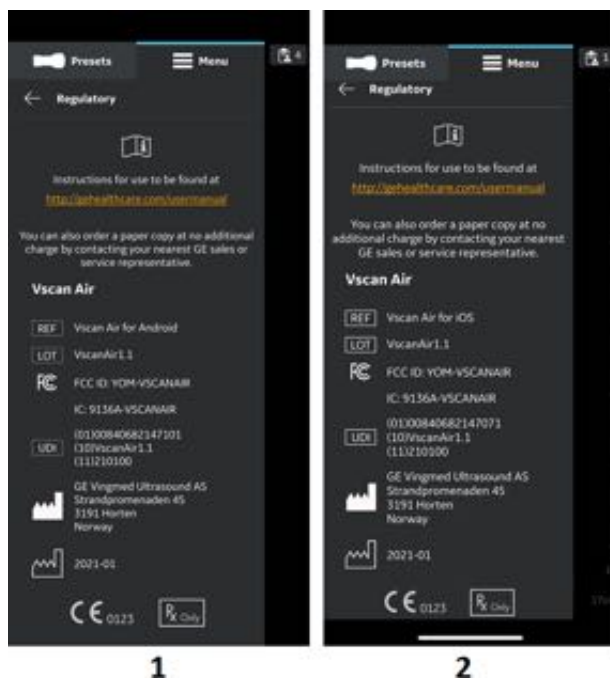 Presets
Menu
4
Regulatory
Instructions for use to be found at
http://gehealthcare.com/usermanual
You can also order a paper copy at no additional
charge by contacting your nearest GE sales or
service representative.
Vscan Air
REF Vscan Air for Android
LOT VscanAir1.1
FC FCC ID: YOM-VSCANAIR
IC: 9136A-VSCANAIR
UDI (01)00840682147101
(10)VscanAir1.1
(11)210100
GE Vingmed Ultrasound AS
Strandpromenaden 45
3191 Horten
Norway
2021-01
CE 0123
Rx Only
1
Presets
Menu
1
Regulatory
Instructions for use to be found at
http://gehealthcare.com/usermanual
You can also order a paper copy at no
additional charge by contacting your nearest
GE sales or service representative.
Vscan Air
REF Vscan Air for iOS
LOT VscanAir1.1
FC FCC ID: YOM-VSCANAIR
IC: 9136A-VSCANAIR
UDI (01)00840682147071
(10)VscanAir1.1
(11)210100
GE Vingmed Ultrasound AS
Strandpromenaden 45
3191 Horten
Norway
2021-01
CE 0123
Rx Only
2